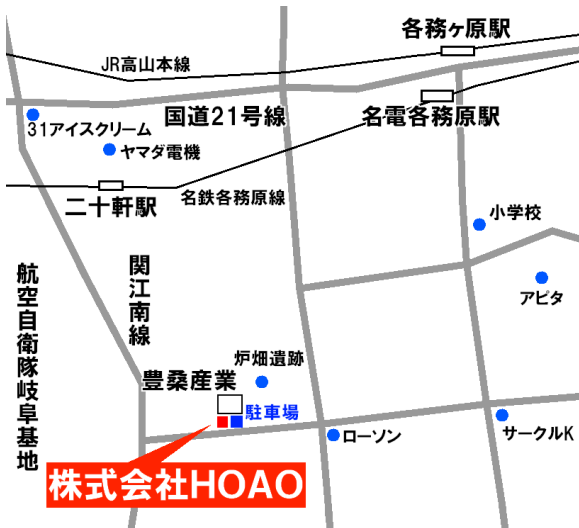 各務ヶ原駅
JR高山本線
国道21号線
名電各務原駅
31アイスクリーム
ヤマダ電機
二十軒駅
名鉄各務原線
小学校
航空自衛隊岐阜基地
関江南線
アピタ
炉畑遺跡
豊桑産業
駐車場
ローソン
サークルK
株式会社HOAO